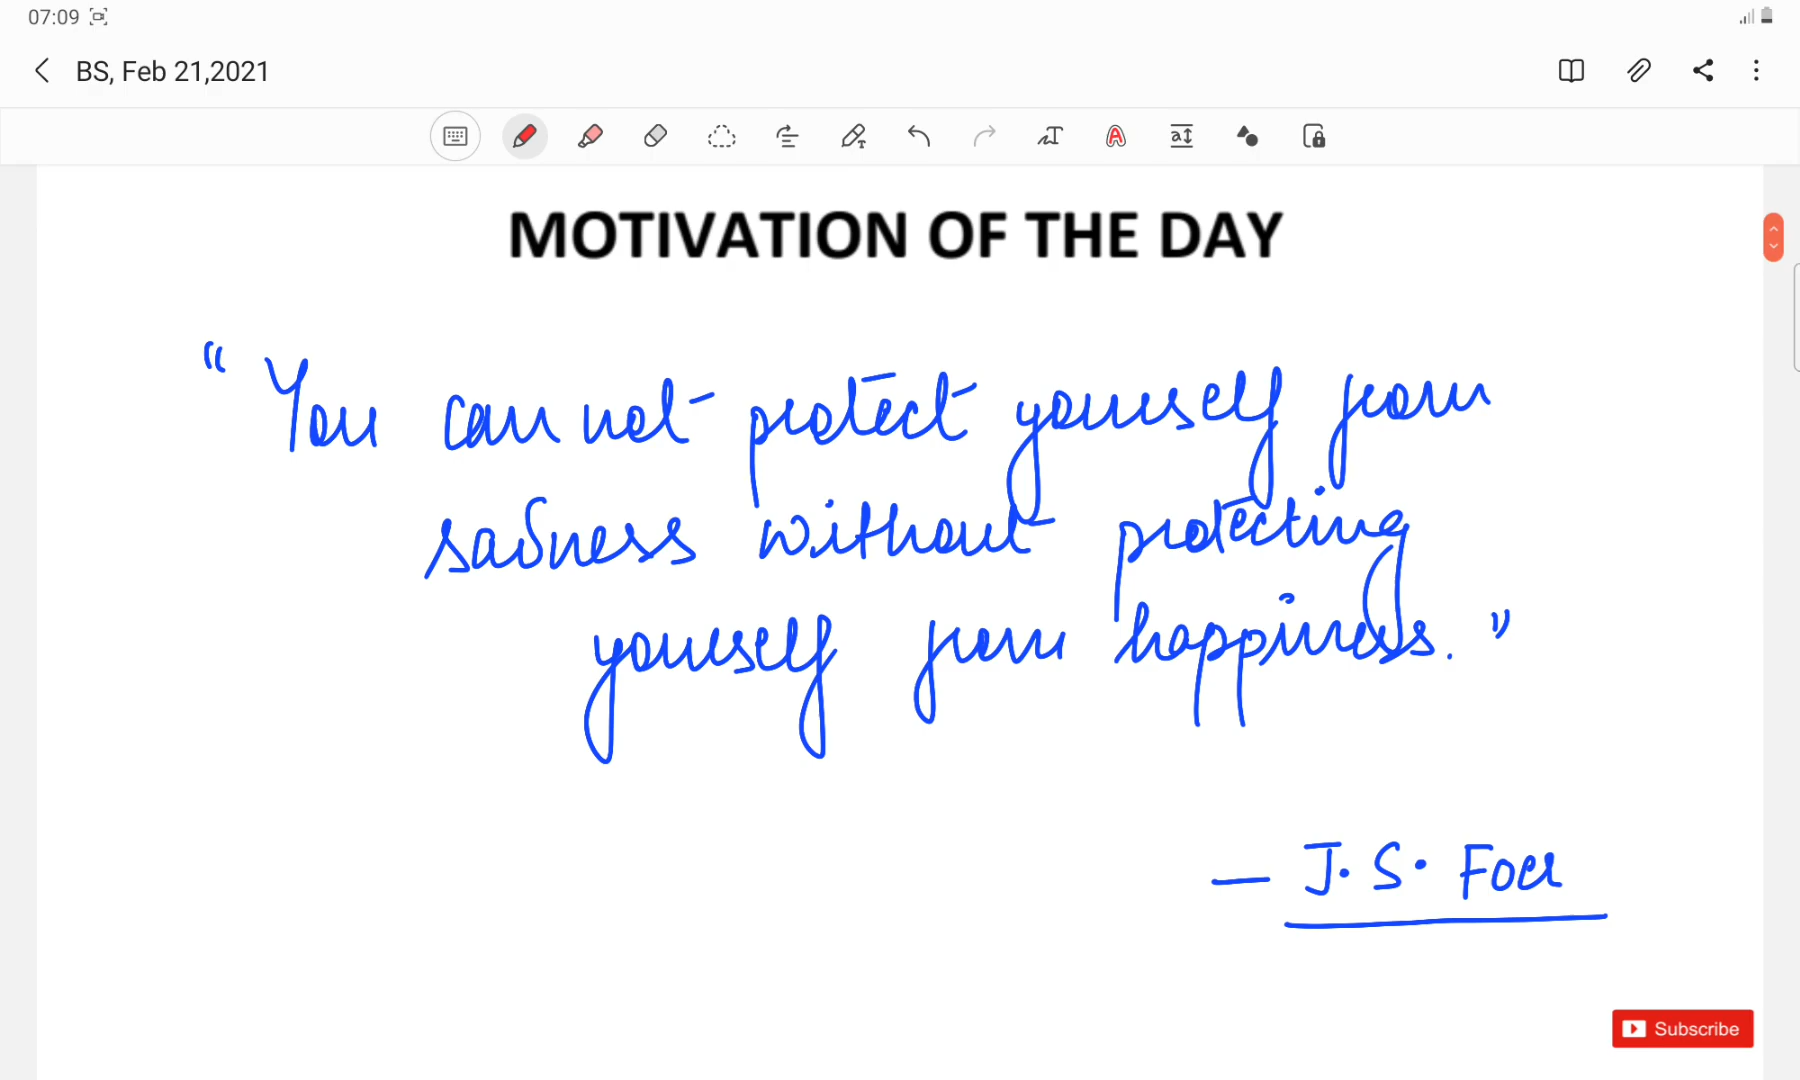 07:09
BS, Feb 21,2021
MOTIVATION OF THE DAY
“ You can not protect yourself from
sadness without protecting
yourself from happiness. ”
— J. S. Foer
Subscribe